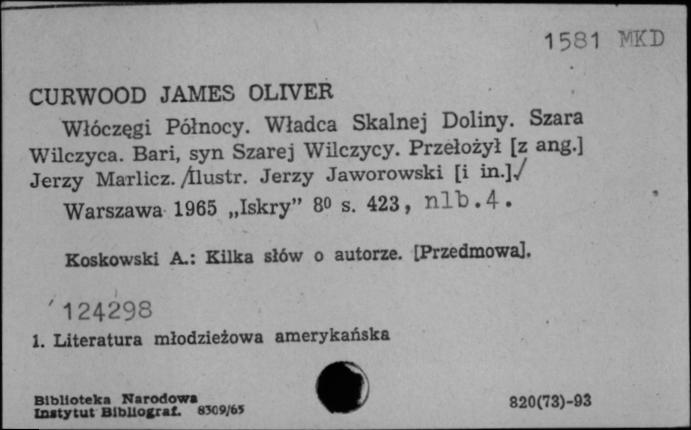 1581 MKD
CURWOOD JAMES OLIVER
Włóczęgi Północy. Władca Skalnej Doliny. Szara
Wilczyca. Bari, syn Szarej Wilczycy. Przełożył [z ang.]
Jerzy Marlicz. /Ilustr. Jerzy Jaworowski [i in.]/
Warszawa 1965 „Iskry” 8⁰ s. 423, nlb.4.
Koskowski A.: Kilka słów o autorze. [Przedmowa].
124298
1. Literatura młodzieżowa amerykańska
Biblioteka Narodowa
Instytut Bibliograf. 8309/65
820(73)-93